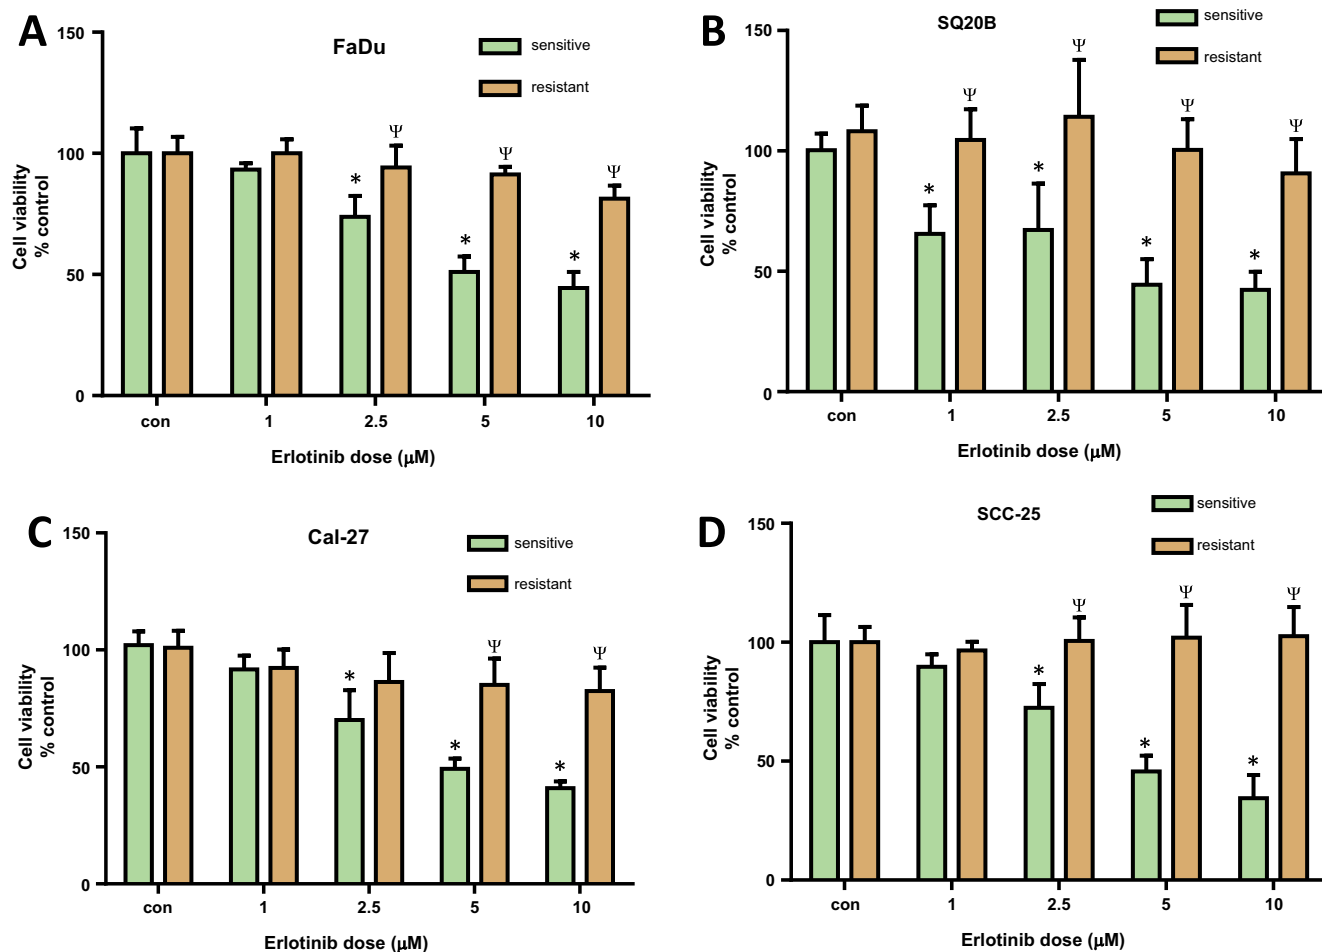 A
FaDu
sensitive
resistant
150
100
50
0
Cell viability
% control
Ψ
Ψ
Ψ
*
*
*
con 1 2.5 5 10
Erlotinib dose (μM)
B
SQ20B
sensitive
resistant
150
100
50
0
Cell viability
% control
Ψ
Ψ
Ψ
Ψ
*
*
*
*
con 1 2.5 5 10
Erlotinib dose (μM)
C
Cal-27
sensitive
resistant
150
100
50
0
Cell viability
% control
Ψ
Ψ
*
*
*
con 1 2.5 5 10
Erlotinib dose (μM)
D
SCC-25
sensitive
resistant
150
100
50
0
Cell viability
% control
Ψ
Ψ
Ψ
*
*
*
con 1 2.5 5 10
Erlotinib dose (μM)